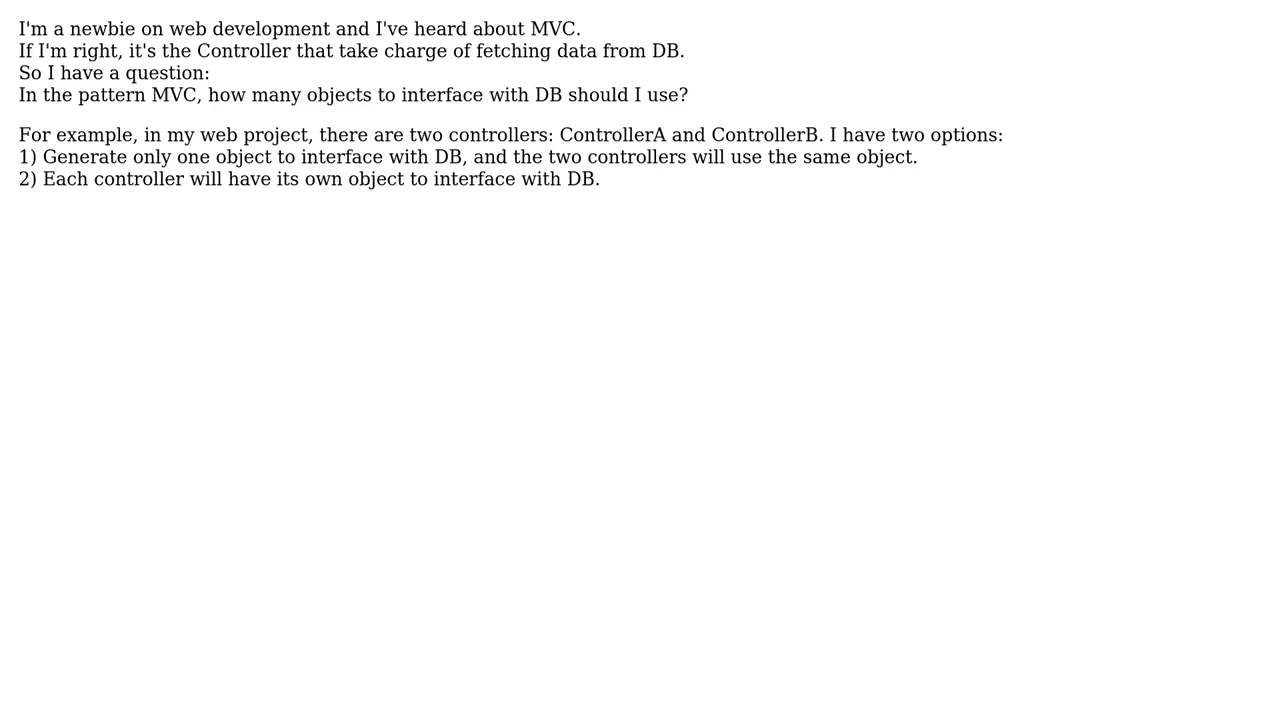 I'm a newbie on web development and I've heard about MVC.
If I'm right, it's the Controller that take charge of fetching data from DB.
So I have a question:
In the pattern MVC, how many objects to interface with DB should I use?
For example, in my web project, there are two controllers: ControllerA and ControllerB. I have two options:
1) Generate only one object to interface with DB, and the two controllers will use the same object.
2) Each controller will have its own object to interface with DB.